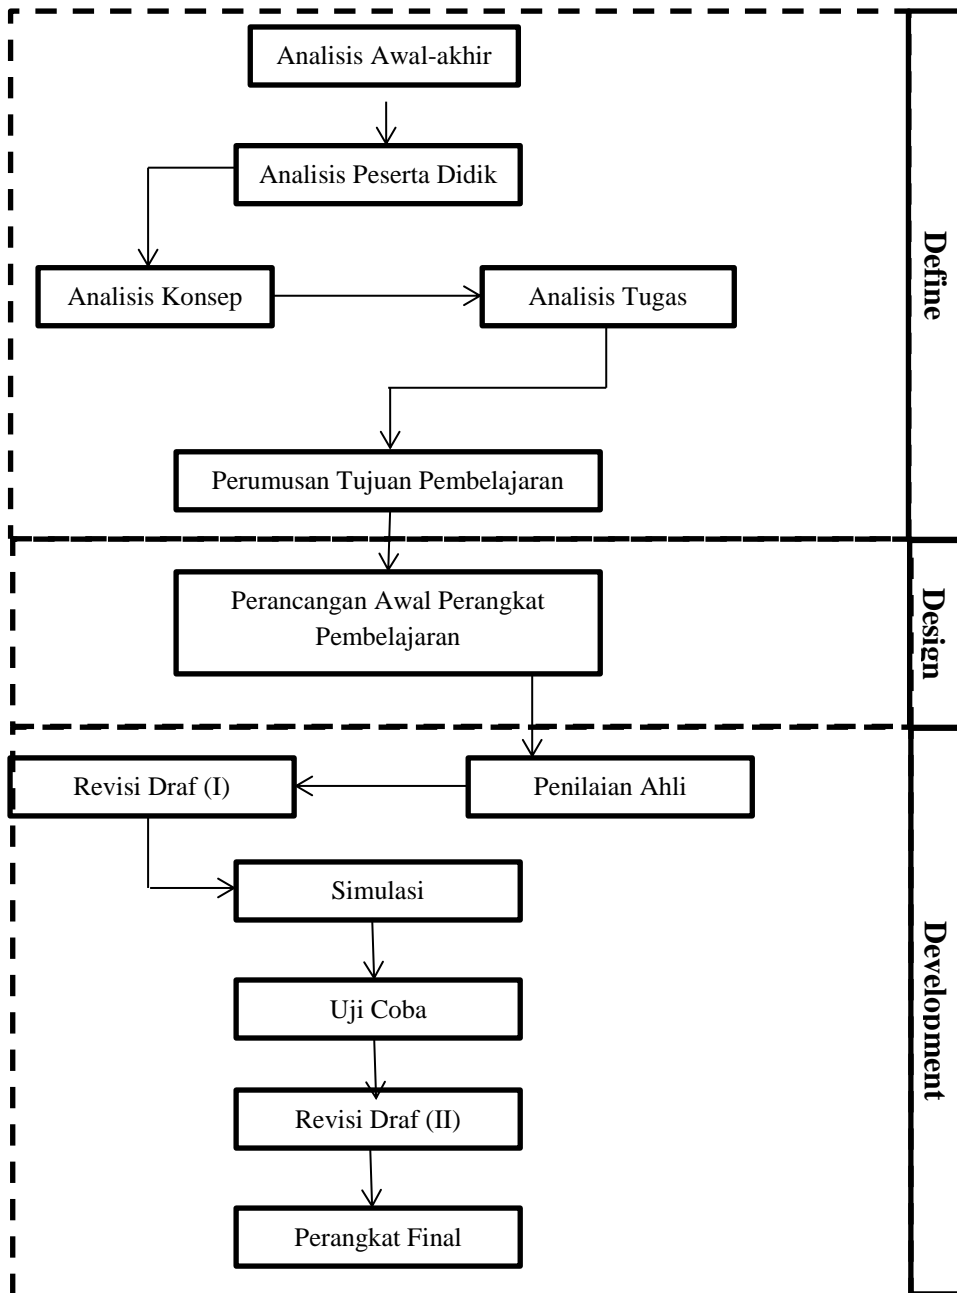 Analisis Awal-akhir
Analisis Peserta Didik
Analisis Konsep
Analisis Tugas
Perumusan Tujuan Pembelajaran
Define
Perancangan Awal Perangkat
Pembelajaran
Design
Revisi Draf (I)
Penilaian Ahli
Simulasi
Uji Coba
Revisi Draf (II)
Perangkat Final
Development